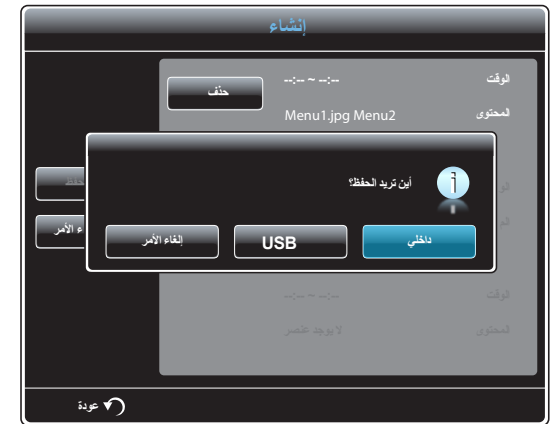 إنشاء
الوقت --:-- ~ --:--
حذف
المحتوى Menu1.jpg Menu2
أين تريد الحفظ؟
حفظ
داخلي USB إلغاء الأمر
الوقت --:-- ~ --:--
المحتوى لا يوجد عنصر
عودة